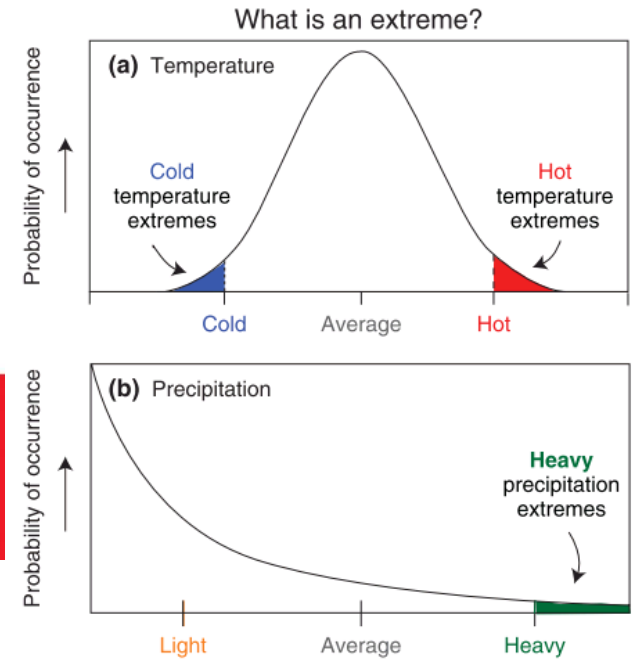 What is an extreme?
(a) Temperature
Probability of occurrence
Cold
temperature
extremes
Hot
temperature
extremes
Cold
Average
Hot
(b) Precipitation
Probability of occurrence
Heavy
precipitation
extremes
Light
Average
Heavy